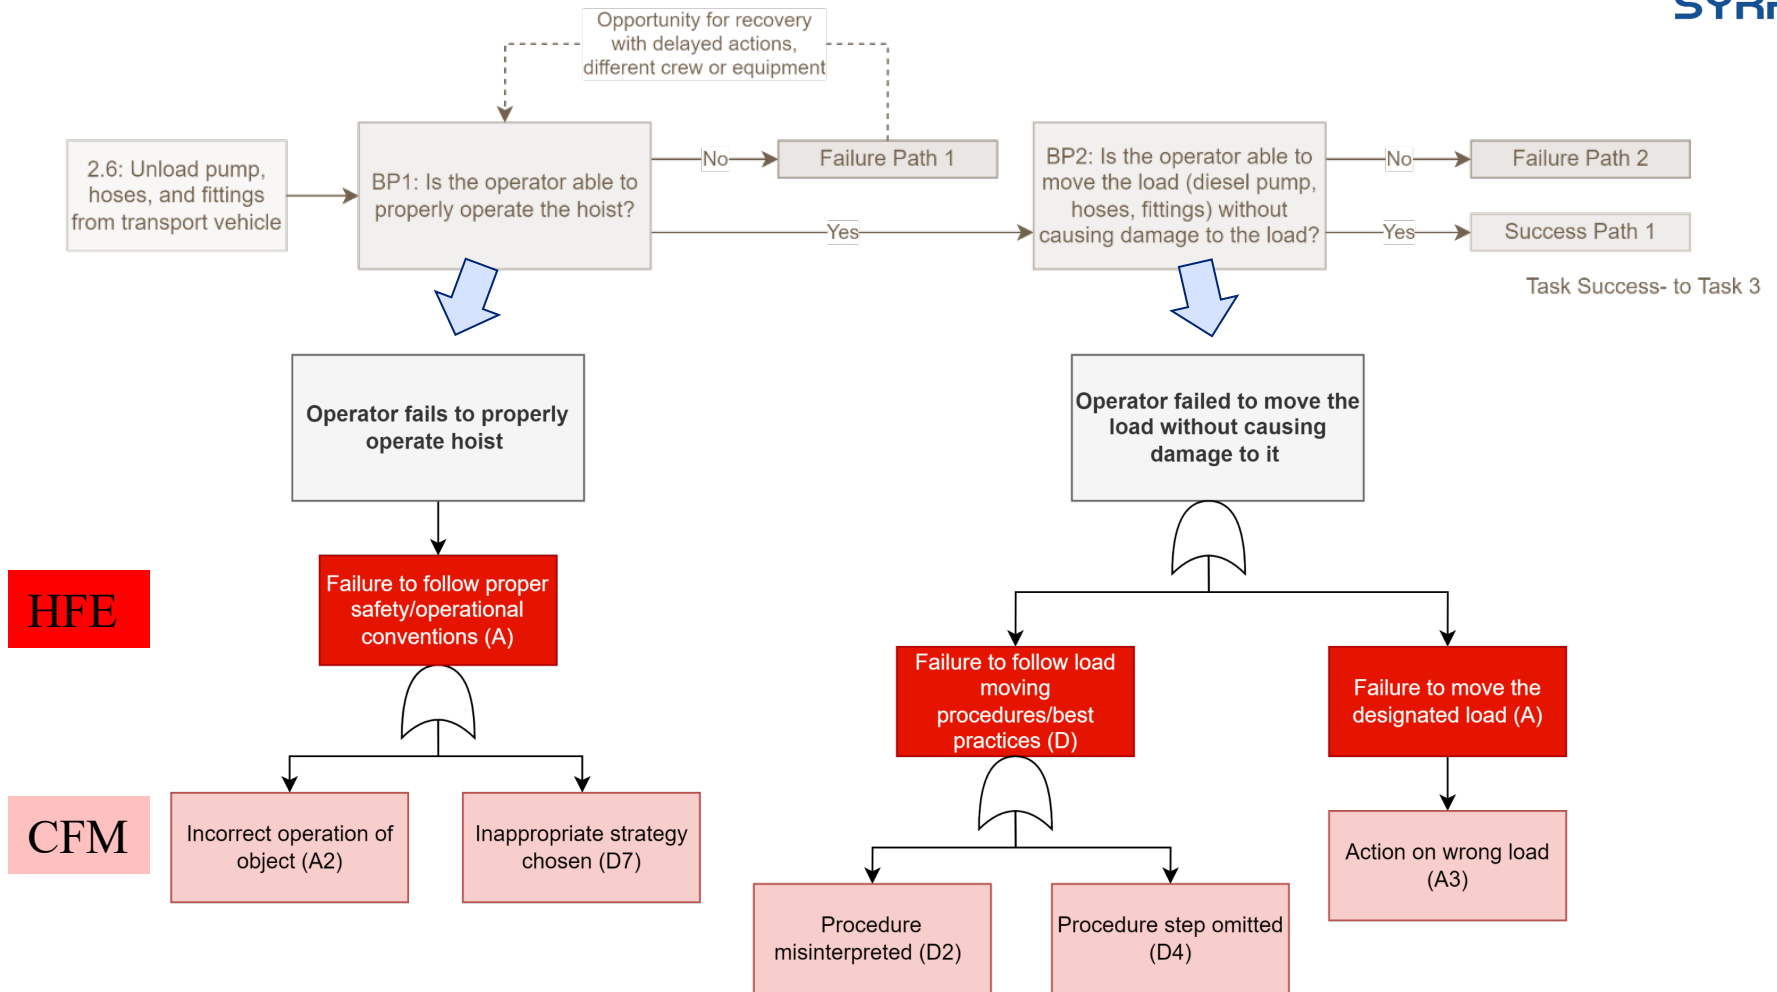 Opportunity for recovery
with delayed actions,
different crew or equipment
2.6: Unload pump,
hoses, and fittings
from transport vehicle
BP1: Is the operator able to
properly operate the hoist?
No
Failure Path 1
Yes
BP2: Is the operator able to
move the load (diesel pump,
hoses, fittings) without
causing damage to the load?
No
Failure Path 2
Yes
Success Path 1
Task Success- to Task 3
Operator fails to properly
operate hoist
Operator failed to move the
load without causing
damage to it
HFE
Failure to follow proper
safety/operational
conventions (A)
Failure to follow load
moving
procedures/best
practices (D)
Failure to move the
designated load (A)
CFM
Incorrect operation of
object (A2)
Inappropriate strategy
chosen (D7)
Procedure
misinterpreted (D2)
Procedure step omitted
(D4)
Action on wrong load
(A3)